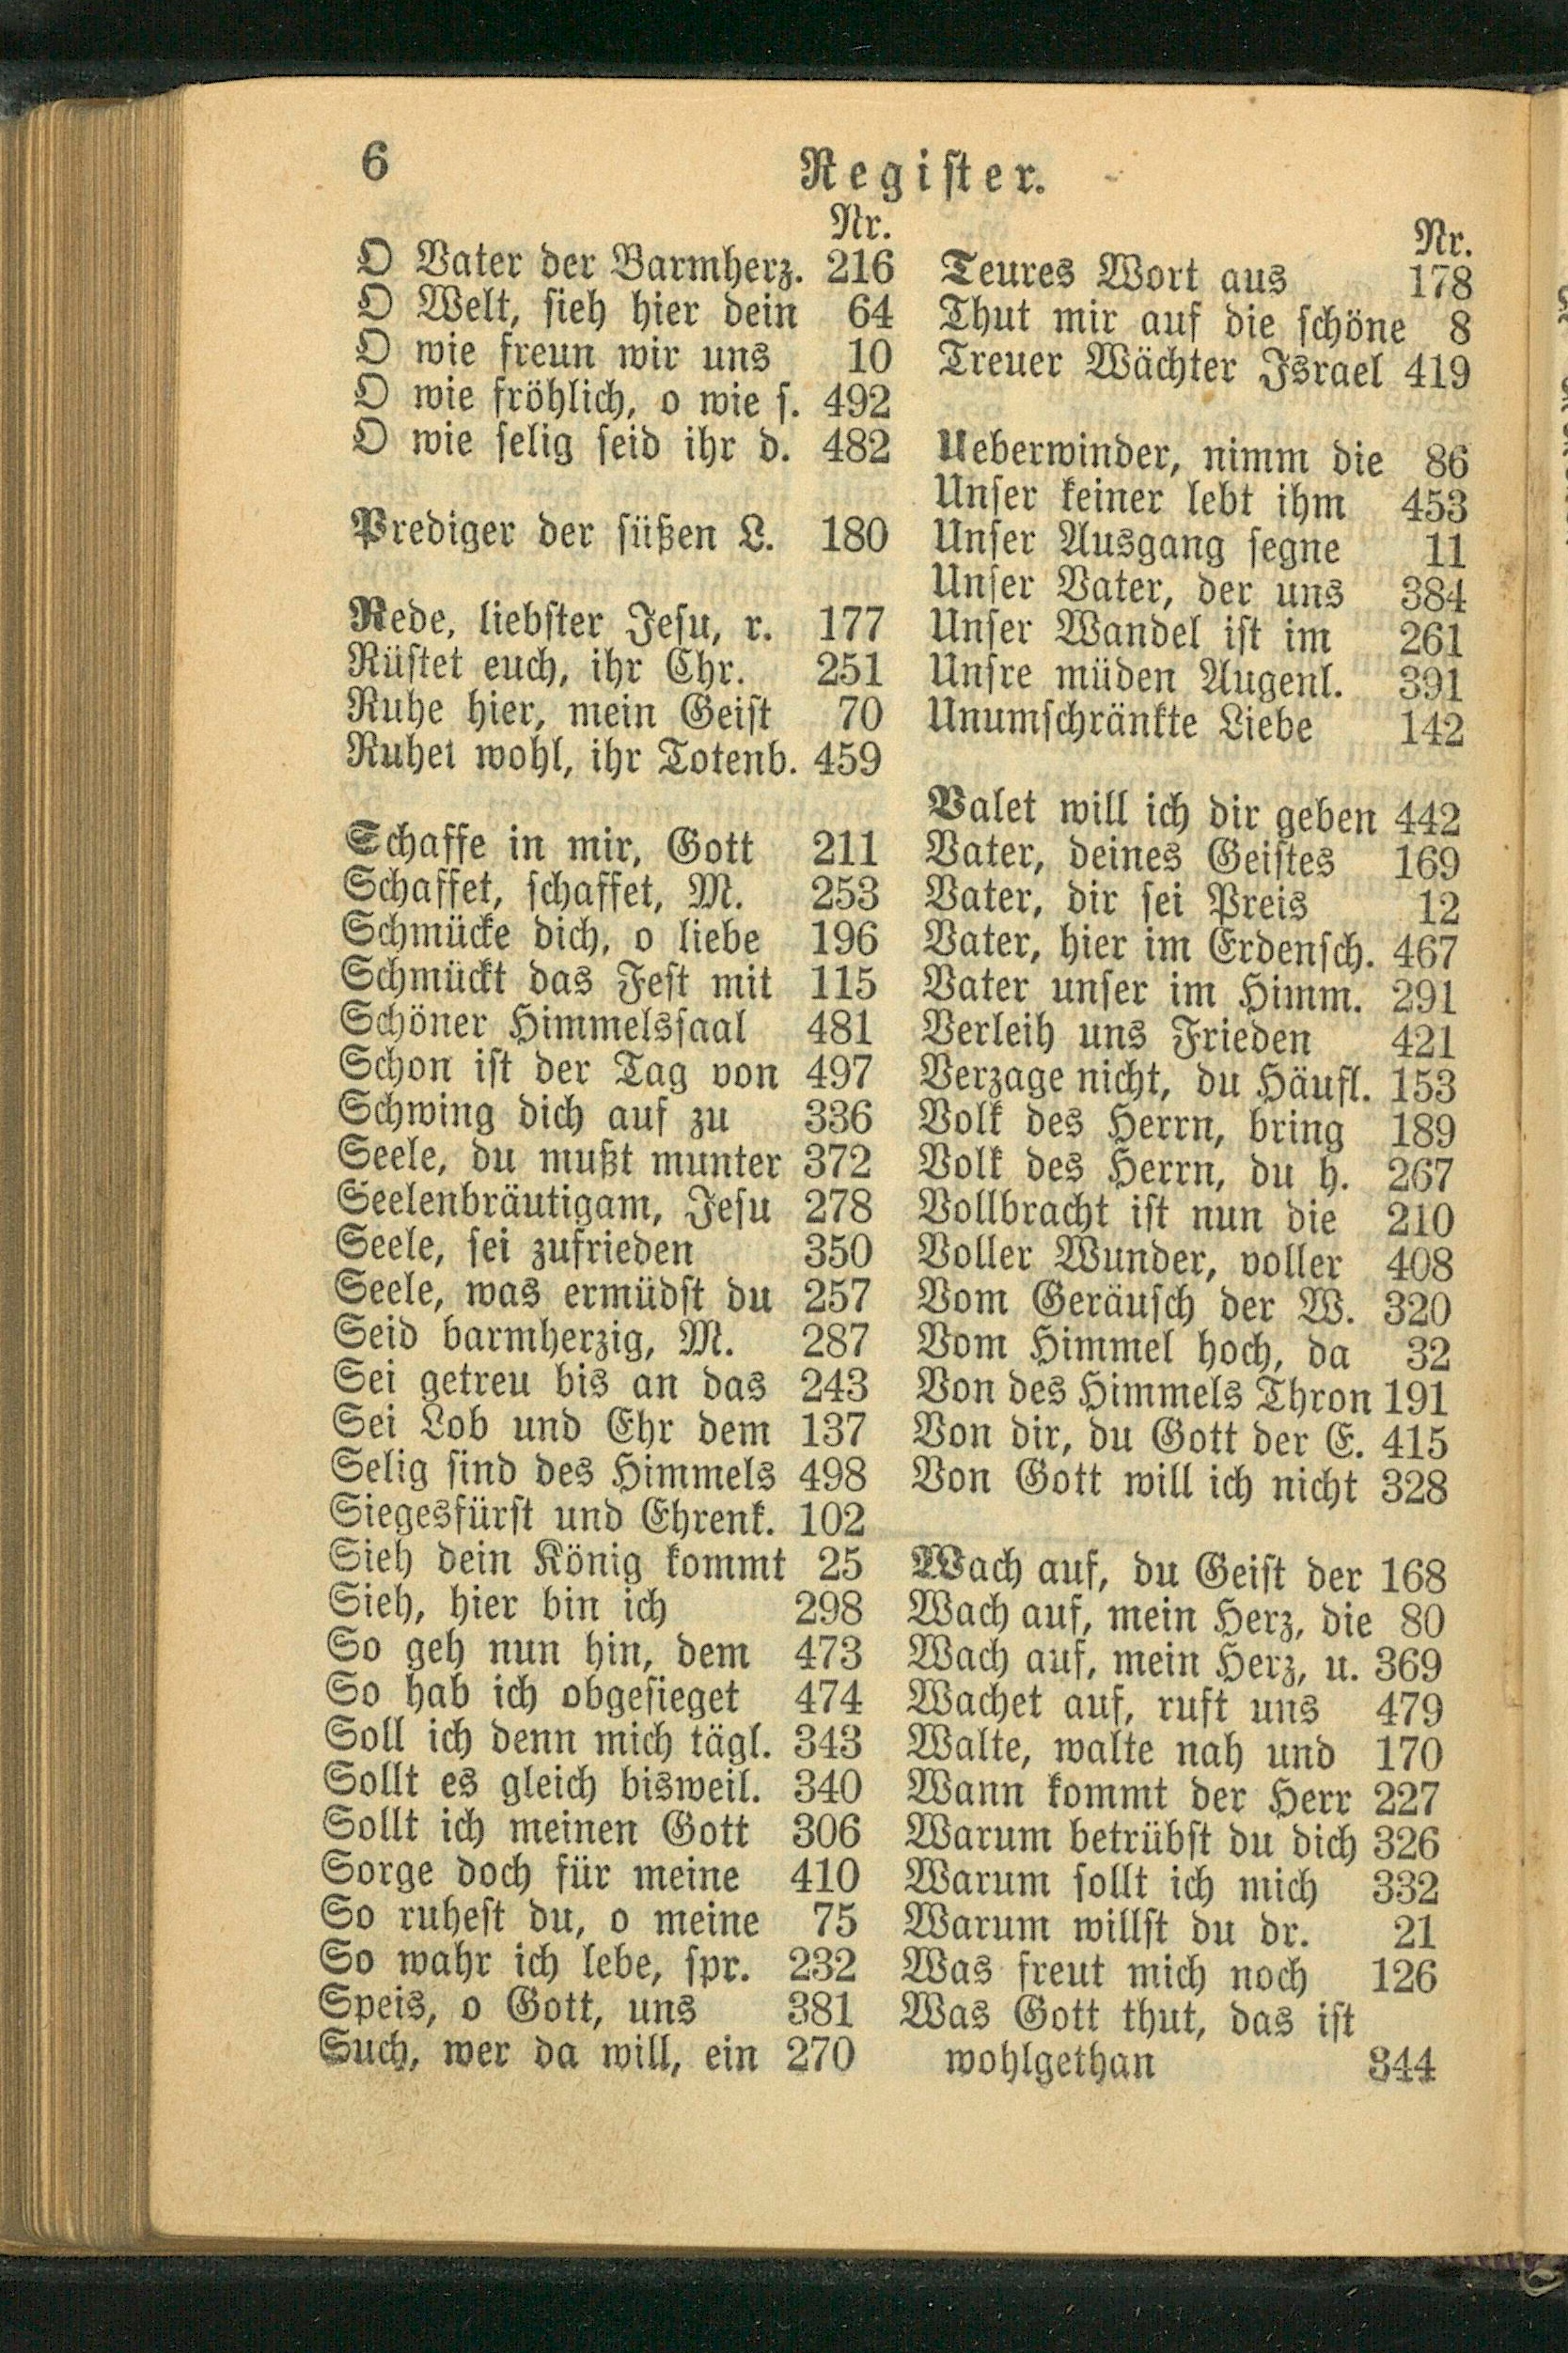 6
Register.
Nr.
O Vater der Barmherz. 216
O Welt, sieh hier dein 64
O wie freun wir uns 10
O wie fröhlich, o wie s. 492
O wie selig seid ihr d. 482
Prediger der süßen L. 180
Rede, liebster Jesu, r. 177
Rüstet euch, ihr Chr. 251
Ruhe hier, mein Geist 70
Ruhet wohl, ihr Totenb. 459
Schaffe in mir, Gott 211
Schaffet, schaffet, M. 253
Schmücke dich, o liebe 196
Schmückt das Fest mit 115
Schöner Himmelssaal 481
Schon ist der Tag von 497
Schwing dich auf zu 336
Seele, du mußt munter 372
Seelenbräutigam, Jesu 278
Seele, sei zufrieden 350
Seele, was ermüdst du 257
Seid barmherzig, M. 287
Sei getreu bis an das 243
Sei Lob und Ehr dem 137
Selig sind des Himmels 498
Siegesfürst und Ehrenk. 102
Sieh dein König kommt 25
Sieh, hier bin ich 298
So geh nun hin, dem 473
So hab ich obgesieget 474
Soll ich denn mich tägl. 343
Sollt es gleich bisweil. 340
Sollt ich meinen Gott 306
Sorge doch für meine 410
So ruhest du, o meine 75
So wahr ich lebe, spr. 232
Speis, o Gott, uns 381
Such, wer da will, ein 270
Nr.
Teures Wort aus 178
Thut mir auf die schöne 8
Treuer Wächter Israel 419
Ueberwinder, nimm die 86
Unser keiner lebt ihm 453
Unser Ausgang segne 11
Unser Vater, der uns 384
Unser Wandel ist im 261
Unsre müden Augenl. 391
Unumschränkte Liebe 142
Valet will ich dir geben 442
Vater, deines Geistes 169
Vater, dir sei Preis 12
Vater, hier im Erdensch. 467
Vater unser im Himm. 291
Verleih uns Frieden 421
Verzage nicht, du Häufl. 153
Volk des Herrn, bring 189
Volk des Herrn, du h. 267
Vollbracht ist nun die 210
Voller Wunder, voller 408
Vom Geräusch der W. 320
Vom Himmel hoch, da 32
Von des Himmels Thron 191
Von dir, du Gott der E. 415
Von Gott will ich nicht 328
Wach auf, du Geist der 168
Wach auf, mein Herz, die 80
Wach auf, mein Herz, u. 369
Wachet auf, ruft uns 479
Walte, walte nah und 170
Wann kommt der Herr 227
Warum betrübst du dich 326
Warum sollt ich mich 332
Warum willst du dr. 21
Was freut mich noch 126
Was Gott thut, das ist
wohlgethan 344